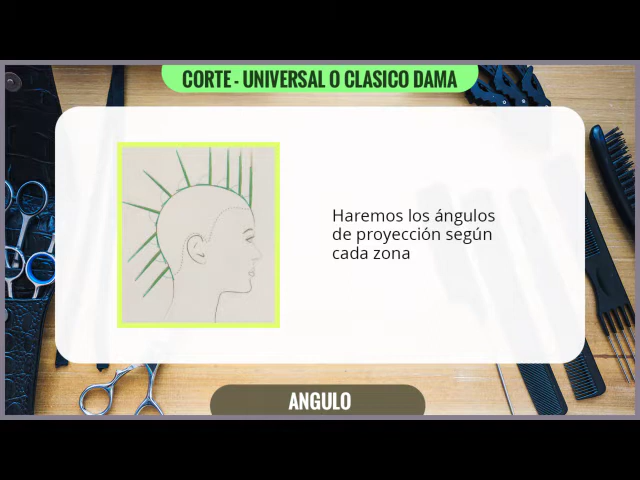 CORTE - UNIVERSAL O CLASICO DAMA
Haremos los ángulos
de proyección según
cada zona
ANGULO